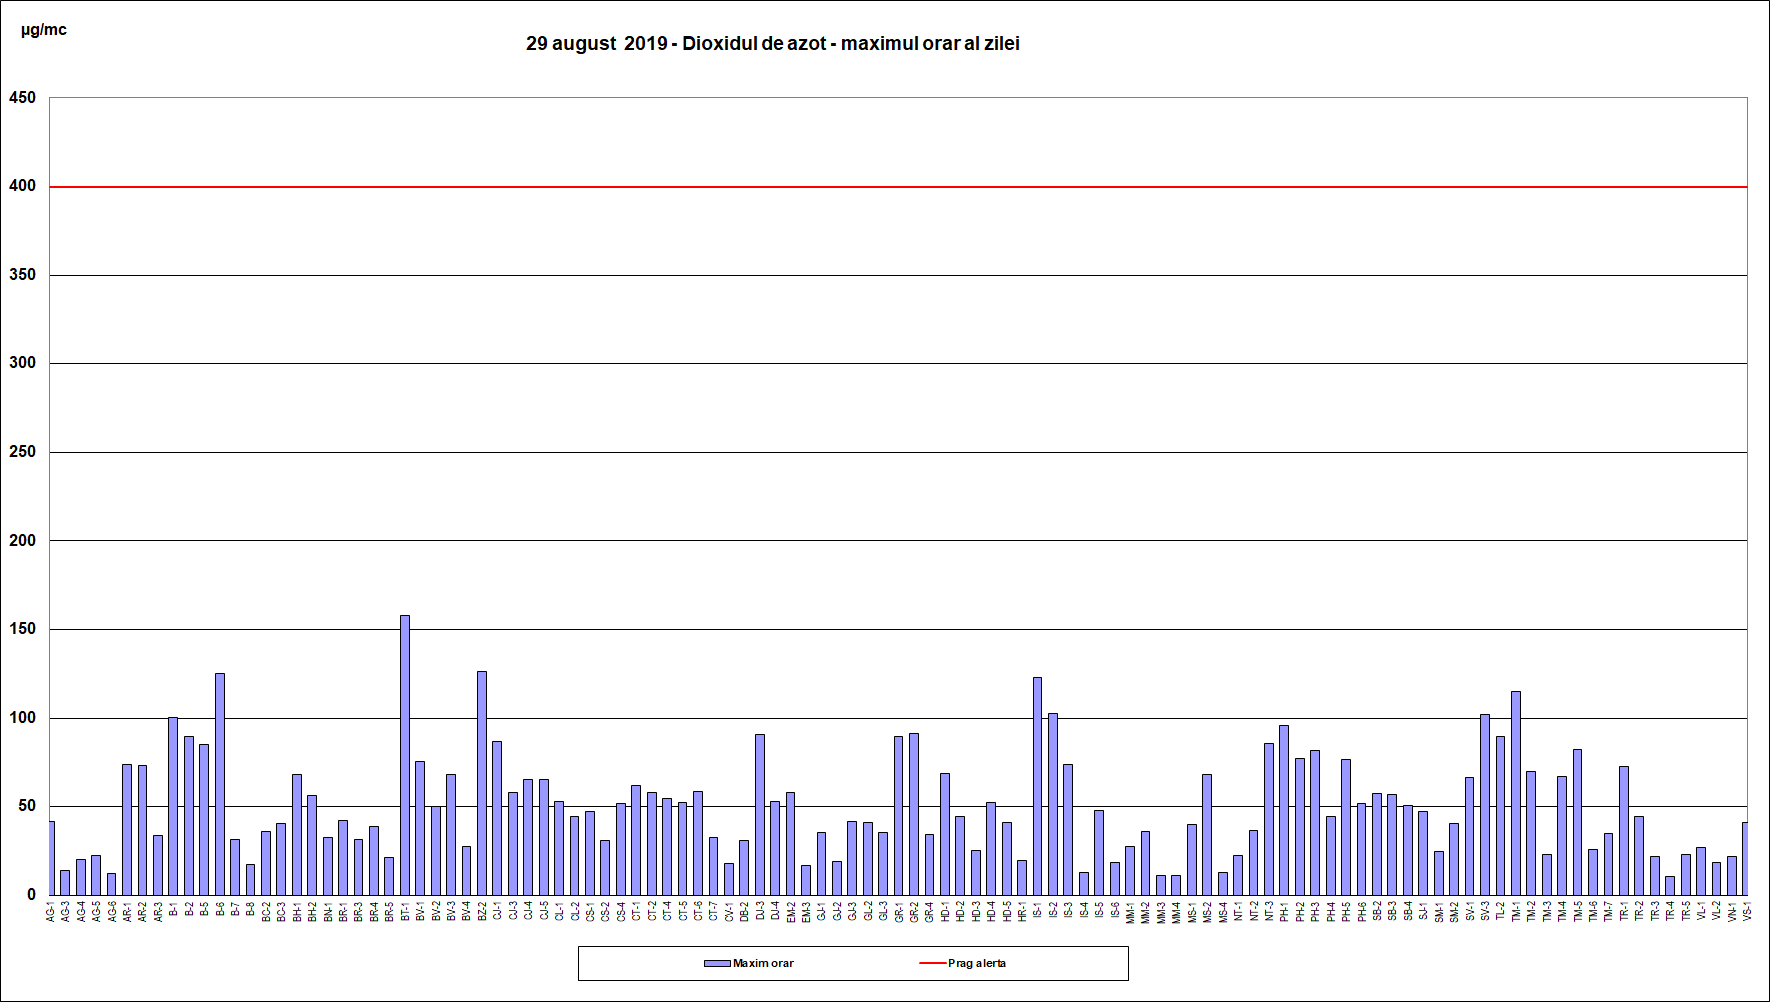 µg/mc
29 august 2019 - Dioxidul de azot - maximul orar al zilei
450
400
350
300
250
200
150
100
50
0
AG-1 AG-3 AG-4 AG-5 AG-6 AR-1 AR-2 AR-3 B-1 B-2 B-5 B-6 B-7 B-8 BC-2 BC-3 BH-1 BH-2 BN-1 BR-1 BR-3 BR-4 BR-5 BT-1 BV-1 BV-2 BV-3 BV-4 BZ-2 CJ-1 CJ-3 CJ-4 CJ-5 CL-1 CL-2 CS-1 CS-2 CS-4 CT-1 CT-2 CT-4 CT-5 CT-6 CT-7 CV-1 DB-2 DJ-3 DJ-4 EM-2 EM-3 GJ-1 GJ-2 GJ-3 GL-2 GL-3 GR-1 GR-2 GR-4 HD-1 HD-2 HD-3 HD-4 HD-5 HR-1 IS-1 IS-2 IS-3 IS-4 IS-5 IS-6 MM-1 MM-2 MM-3 MM-4 MS-1 MS-2 MS-4 NT-1 NT-2 NT-3 PH-1 PH-2 PH-3 PH-4 PH-5 PH-6 SB-2 SB-3 SB-4 SJ-1 SM-1 SM-2 SV-1 SV-3 TL-2 TM-1 TM-2 TM-3 TM-4 TM-5 TM-6 TM-7 TR-1 TR-2 TR-3 TR-4 TR-5 VL-1 VL-2 VN-1 VS-1
Maxim orar Prag alerta